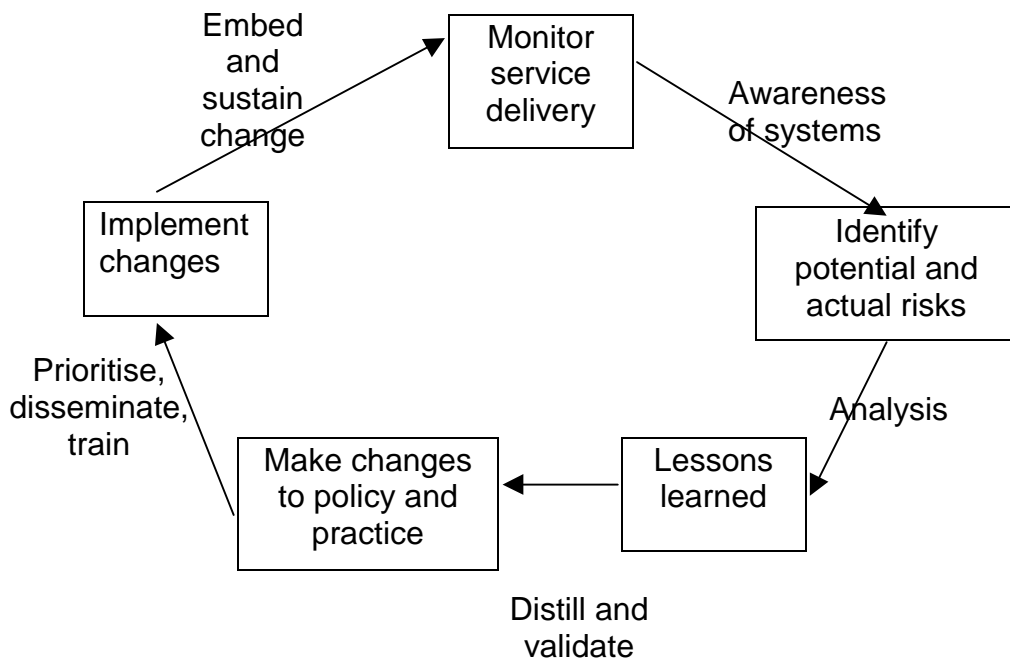 Embed
and
sustain
change
Monitor
service
delivery
Awareness
of systems
Identify
potential and
actual risks
Analysis
Lessons
learned
Distill and
validate
Make changes
to policy and
practice
Prioritise,
disseminate,
train
Implement
changes